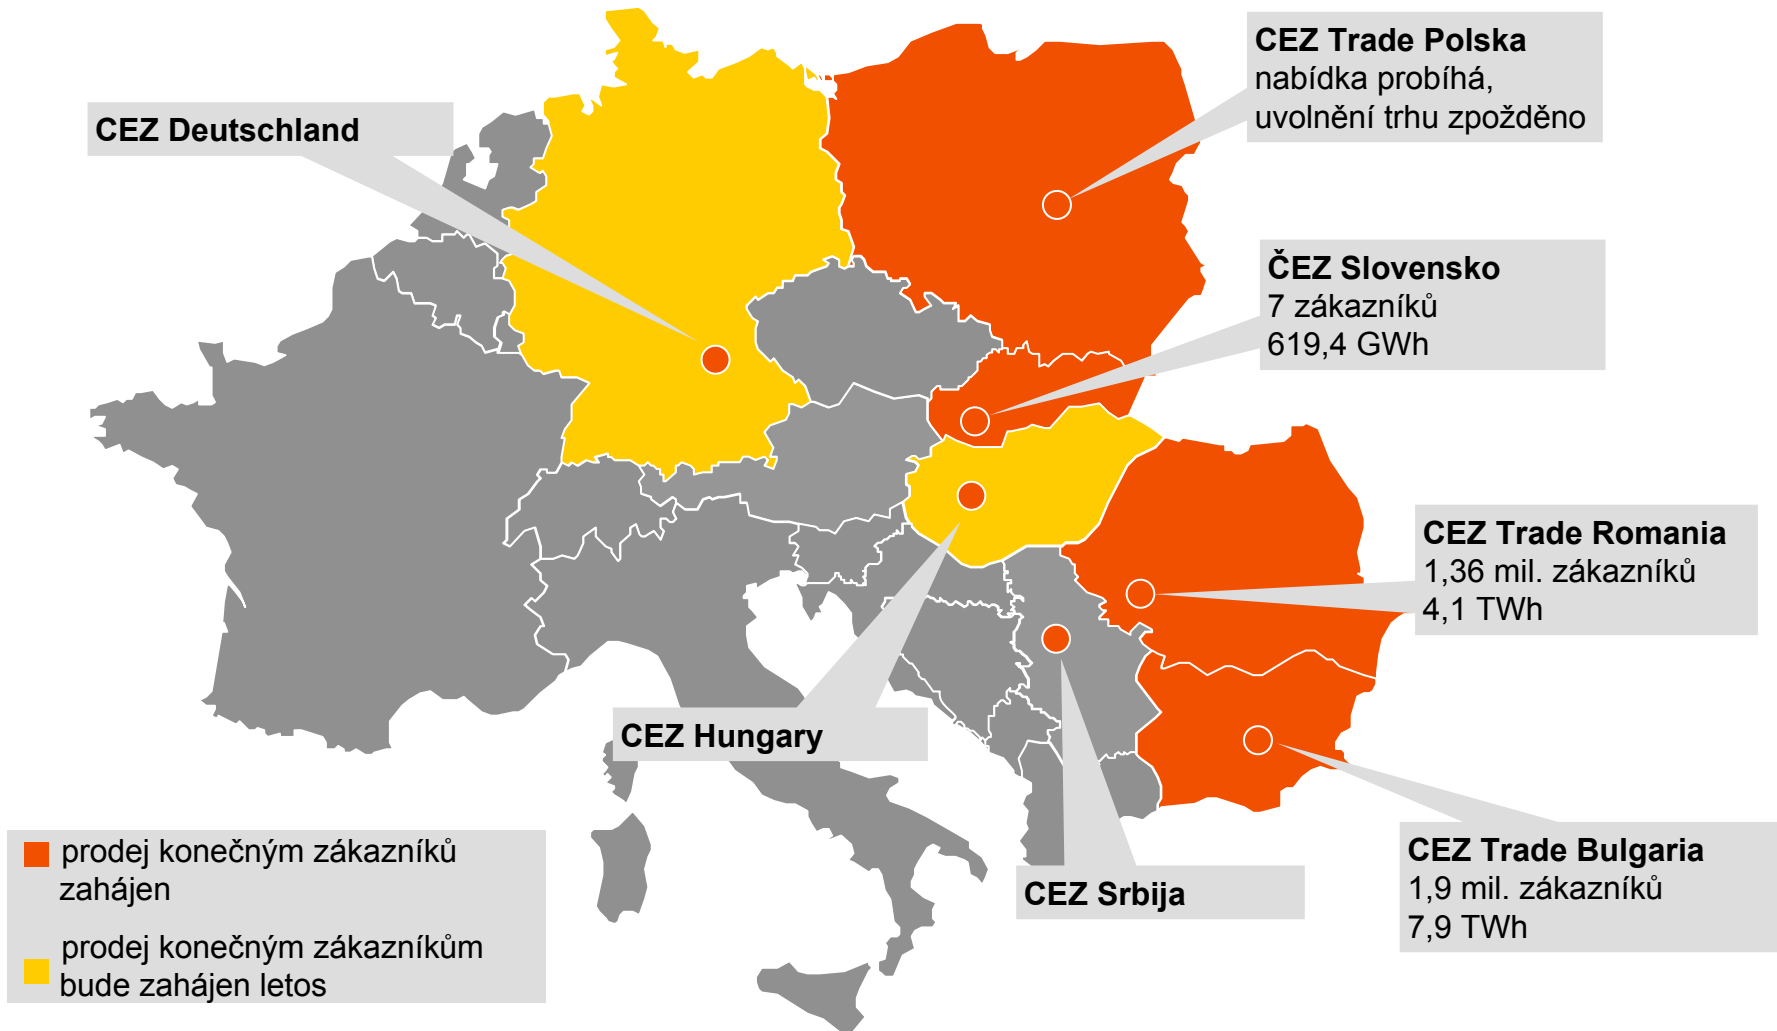 CEZ Trade Polska
nabídka probíhá,
uvolnění trhu zpožděno
CEZ Deutschland
ČEZ Slovensko
7 zákazníků
619,4 GWh
CEZ Trade Romania
1,36 mil. zákazníků
4,1 TWh
CEZ Hungary
CEZ Trade Bulgaria
1,9 mil. zákazníků
7,9 TWh
CEZ Srbija
prodej konečným zákazníků
zahájen
prodej konečným zákazníkům
bude zahájen letos